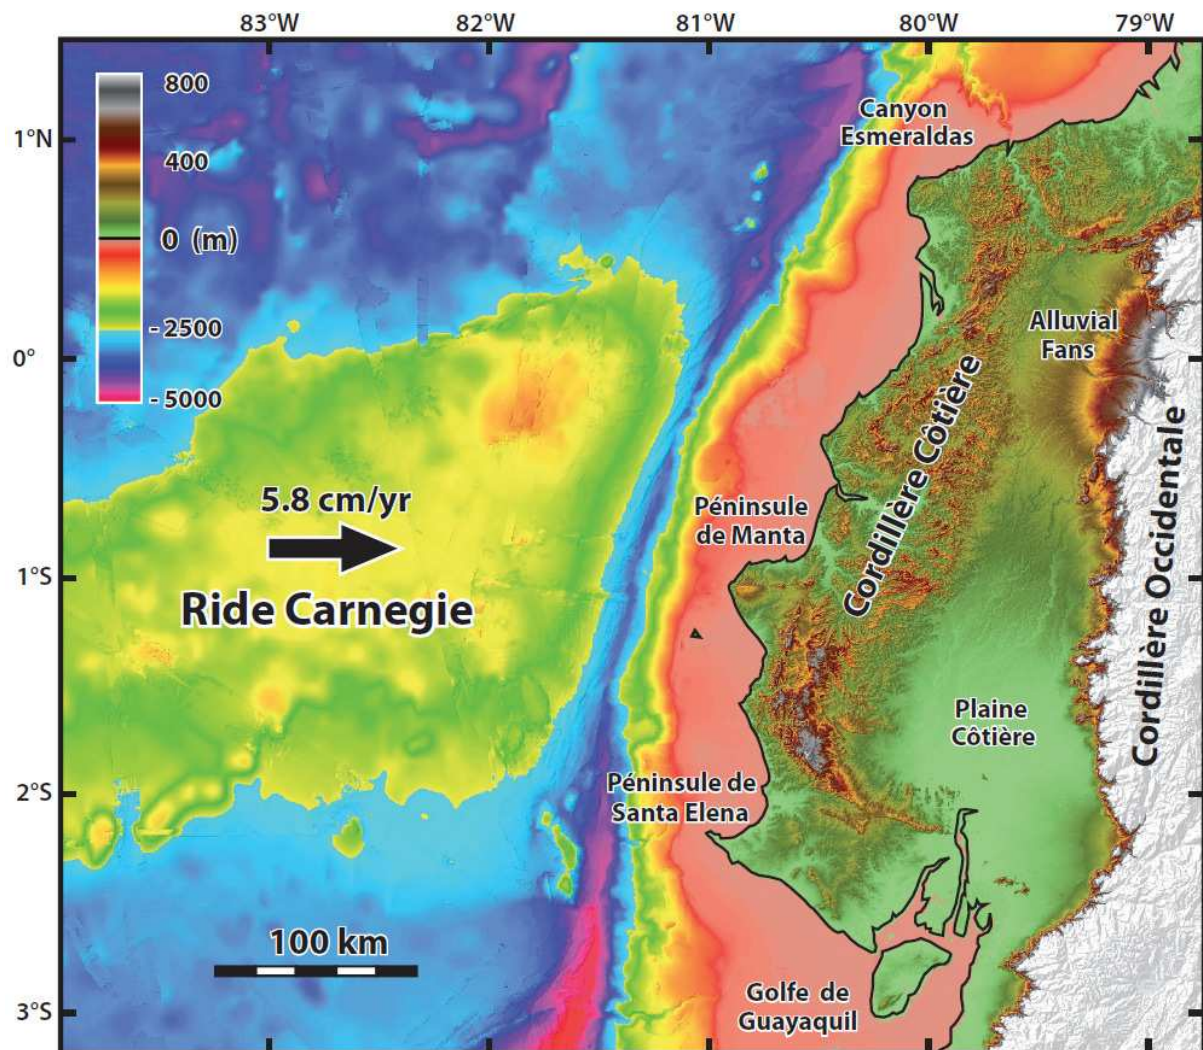 83°W
82°W
81°W
80°W
79°W
800
400
0 (m)
- 2500
- 5000
1°N
0°
1°S
2°S
3°S
Canyon
Esmeraldas
Alluvial
Fans
Cordillère Côtière
Cordillère Occidentale
5.8 cm/yr
Ride Carnegie
Péninsule
de Manta
Plaine
Côtière
Péninsule de
Santa Elena
100 km
Golfe de
Guayaquil